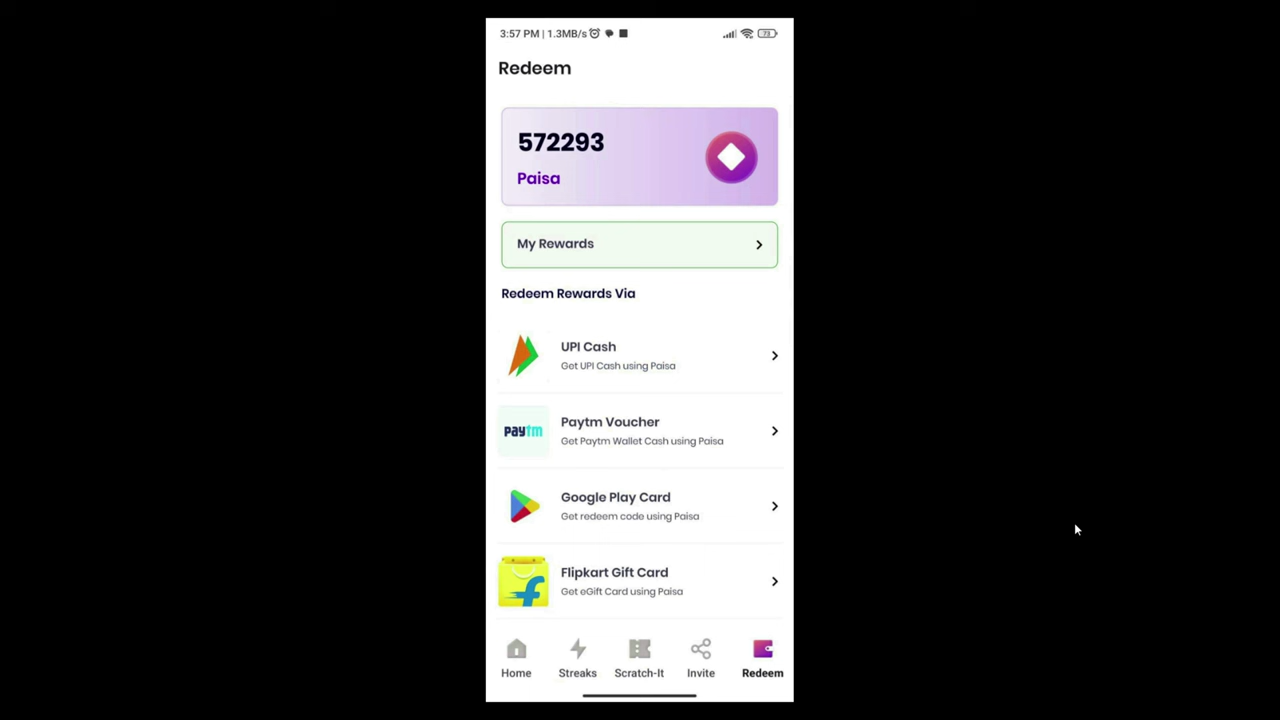 3:57 PM | 1.3MB/s
73
Redeem
572293
Paisa
My Rewards
Redeem Rewards Via
UPI Cash
Get UPI Cash using Paisa
paytm
Paytm Voucher
Get Paytm Wallet Cash using Paisa
Google Play Card
Get redeem code using Paisa
f
Flipkart Gift Card
Get eGift Card using Paisa
Home Streaks Scratch-It Invite Redeem